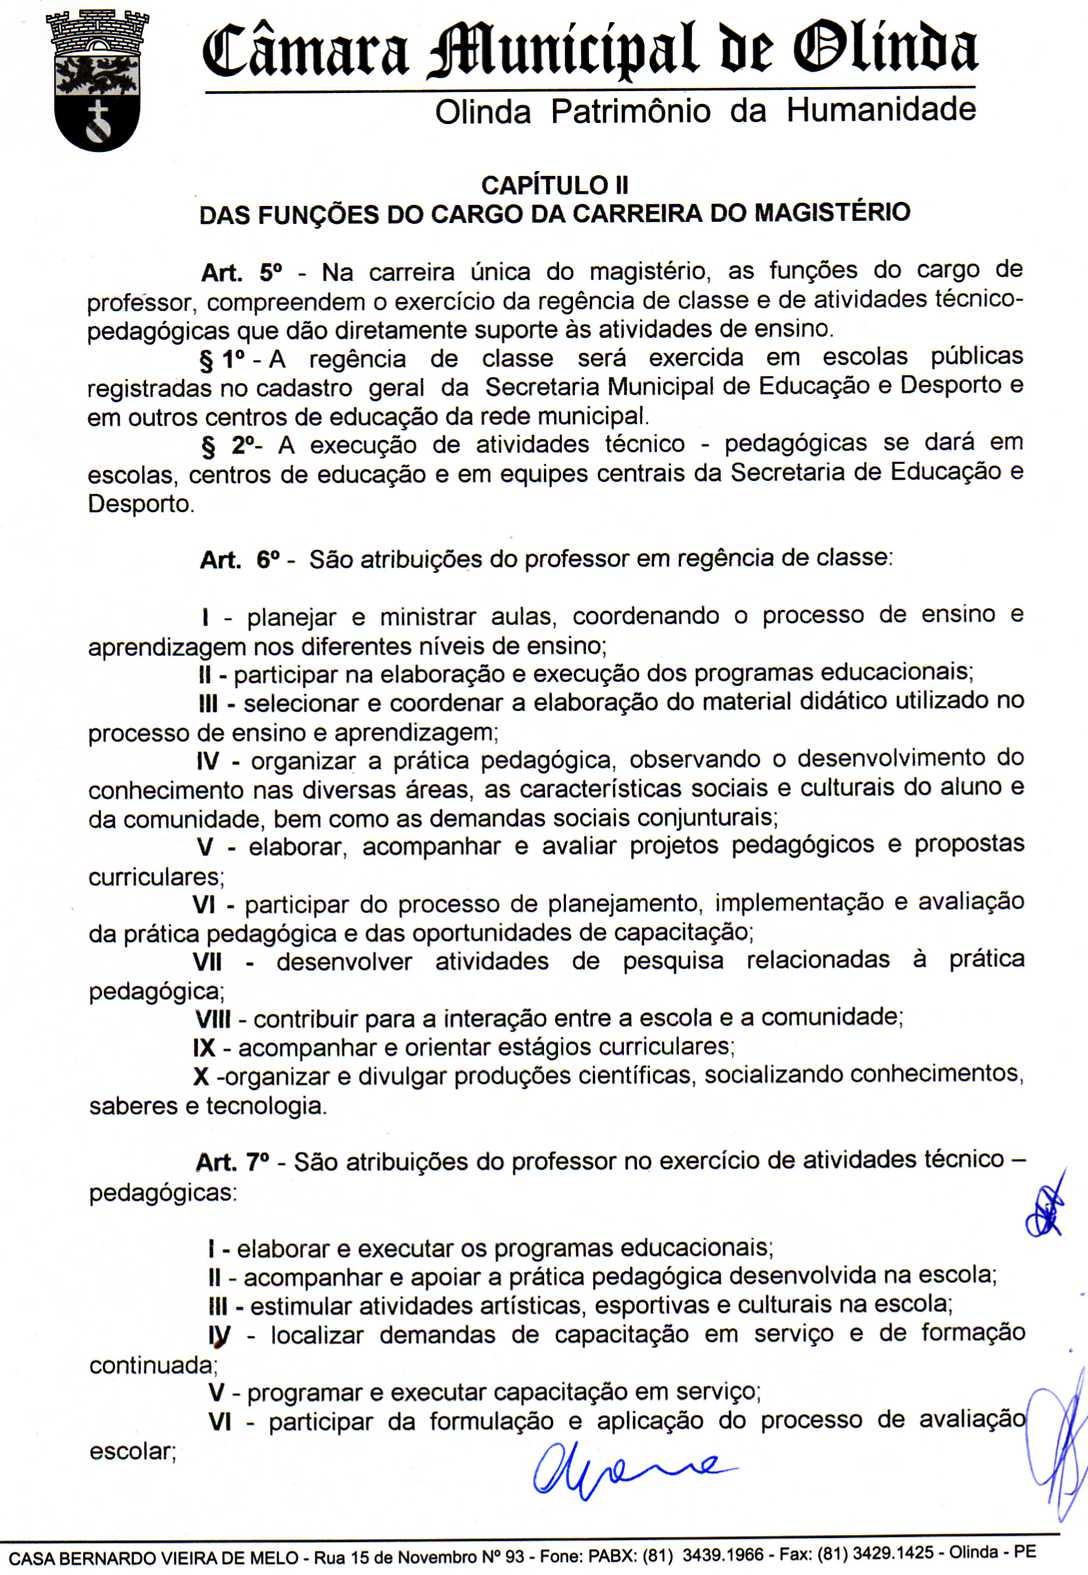 Câmara Municipal de Olinda
Olinda Patrimônio da Humanidade
CAPÍTULO II
DAS FUNÇÕES DO CARGO DA CARREIRA DO MAGISTÉRIO
Art. 5º - Na carreira única do magistério, as funções do cargo de
professor, compreendem o exercício da regência de classe e de atividades técnico-
pedagógicas que dão diretamente suporte às atividades de ensino.
§ 1º - A regência de classe será exercida em escolas públicas
registradas no cadastro geral da Secretaria Municipal de Educação e Desporto e
em outros centros de educação da rede municipal.
§ 2º- A execução de atividades técnico - pedagógicas se dará em
escolas, centros de educação e em equipes centrais da Secretaria de Educação e
Desporto.
Art. 6º - São atribuições do professor em regência de classe:
I - planejar e ministrar aulas, coordenando o processo de ensino e
aprendizagem nos diferentes níveis de ensino;
II - participar na elaboração e execução dos programas educacionais;
III - selecionar e coordenar a elaboração do material didático utilizado no
processo de ensino e aprendizagem;
IV - organizar a prática pedagógica, observando o desenvolvimento do
conhecimento nas diversas áreas, as características sociais e culturais do aluno e
da comunidade, bem como as demandas sociais conjunturais;
V - elaborar, acompanhar e avaliar projetos pedagógicos e propostas
curriculares;
VI - participar do processo de planejamento, implementação e avaliação
da prática pedagógica e das oportunidades de capacitação;
VII - desenvolver atividades de pesquisa relacionadas à prática
pedagógica;
VIII - contribuir para a interação entre a escola e a comunidade;
IX - acompanhar e orientar estágios curriculares;
X -organizar e divulgar produções científicas, socializando conhecimentos,
saberes e tecnologia.
Art. 7º - São atribuições do professor no exercício de atividades técnico –
pedagógicas:
I - elaborar e executar os programas educacionais;
II - acompanhar e apoiar a prática pedagógica desenvolvida na escola;
III - estimular atividades artísticas, esportivas e culturais na escola;
IV - localizar demandas de capacitação em serviço e de formação
continuada;
V - programar e executar capacitação em serviço;
VI - participar da formulação e aplicação do processo de avaliação
escolar;
CASA BERNARDO VIEIRA DE MELO - Rua 15 de Novembro Nº 93 - Fone: PABX: (81) 3439.1966 - Fax: (81) 3429.1425 - Olinda - PE